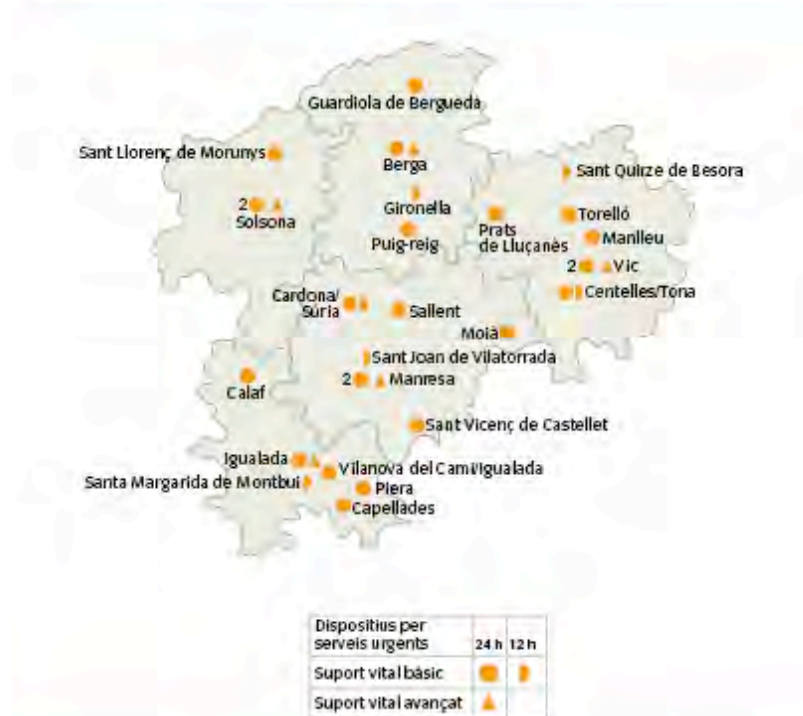 Guardiola de Berguedà
Sant Llorenç de Morunys
Berga
Sant Quirze de Besora
2
Solsona
Gironella
Prats
de Lluçanès
Torelló
Puig-reig
Manlleu
2 Vic
Cardona/
Súria
Centelles/Tona
Sallent
Moià
Sant Joan de Vilatorrada
Calaf
2 Manresa
Sant Vicenç de Castellet
Igualada
Vilanova del Camí/Igualada
Santa Margarida de Montbui
Piera
Capellades
Dispositius per
serveis urgents 24 h 12 h
Suport vital bàsic
Suport vital avançat